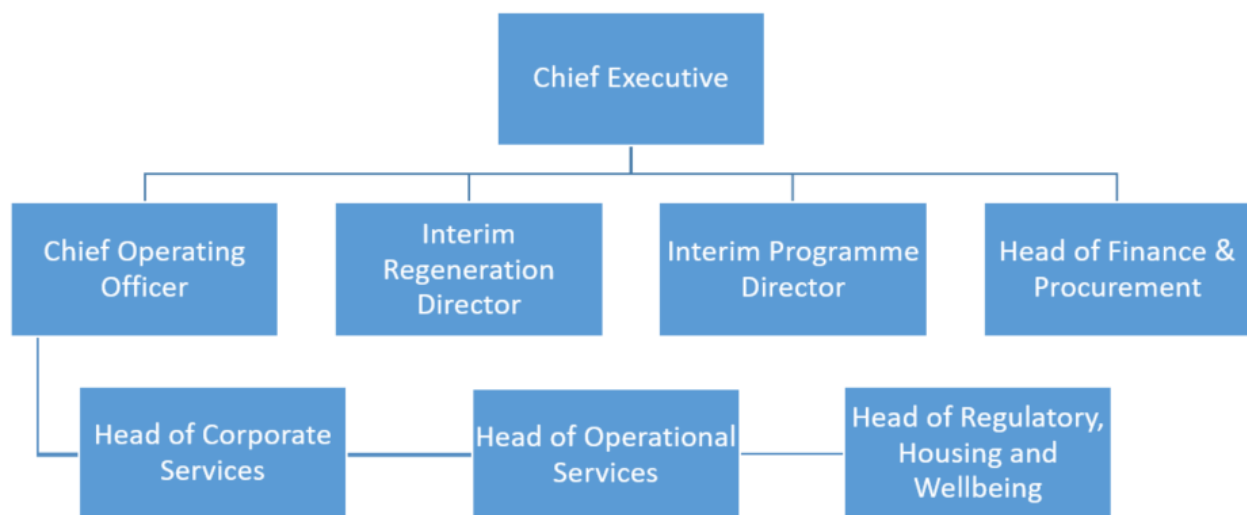 Chief Executive
Chief Operating
Officer
Interim
Regeneration
Director
Interim Programme
Director
Head of Finance &
Procurement
Head of Corporate
Services
Head of Operational
Services
Head of Regulatory,
Housing and
Wellbeing